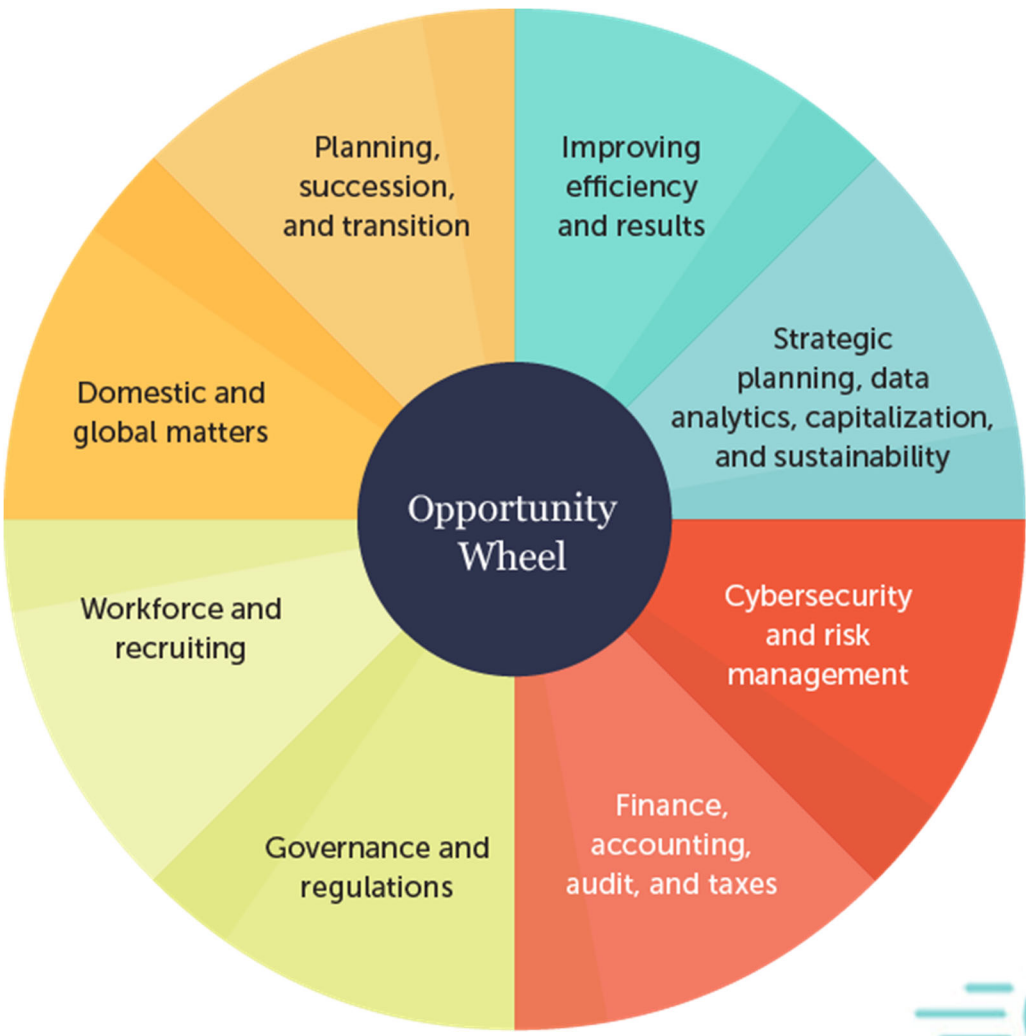 Planning,
succession,
and transition
Improving
efficiency
and results
Strategic
planning, data
analytics, capitalization,
and sustainability
Domestic and
global matters
Opportunity
Wheel
Cybersecurity
and risk
management
Workforce and
recruiting
Finance,
accounting,
audit, and taxes
Governance and
regulations